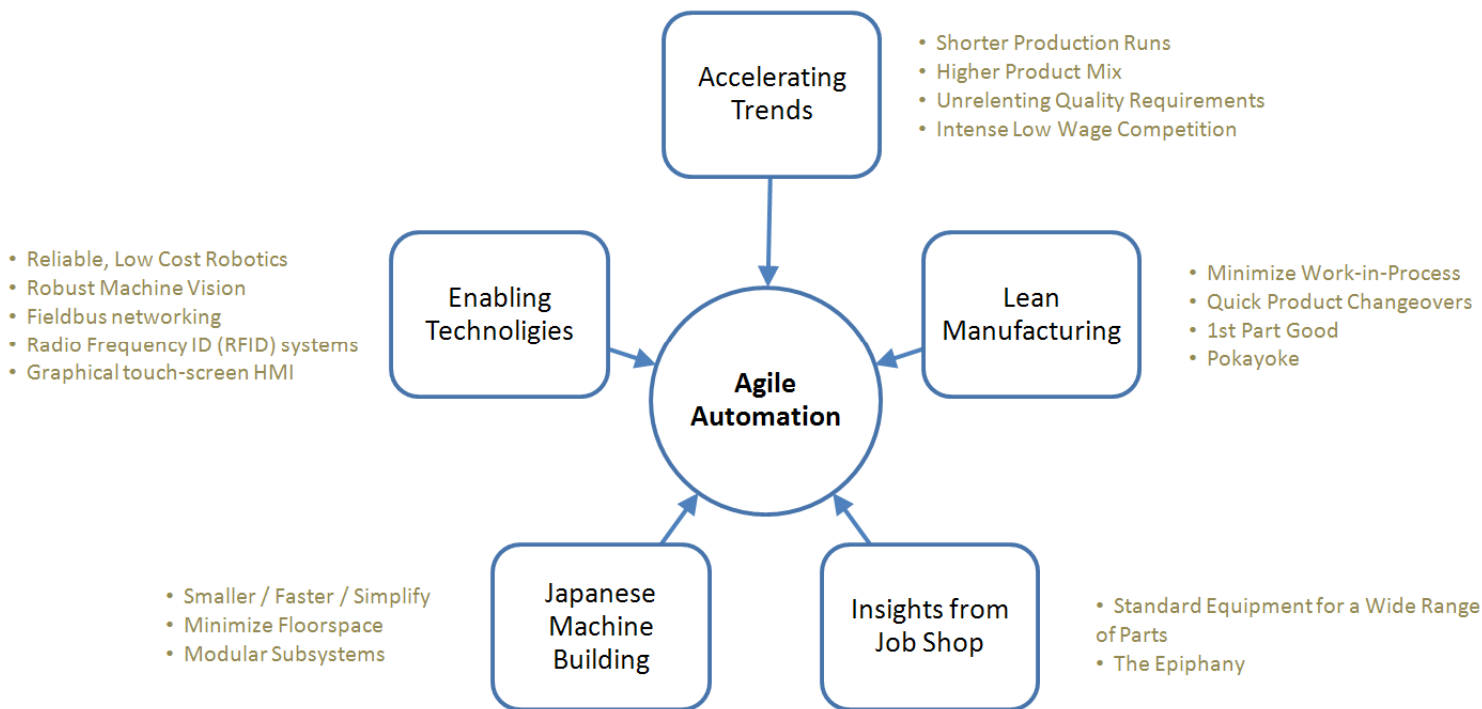 Accelerating
Trends
• Shorter Production Runs
• Higher Product Mix
• Unrelenting Quality Requirements
• Intense Low Wage Competition
• Reliable, Low Cost Robotics
• Robust Machine Vision
• Fieldbus networking
• Radio Frequency ID (RFID) systems
• Graphical touch-screen HMI
Enabling
Technoligies
Lean
Manufacturing
• Minimize Work-in-Process
• Quick Product Changeovers
• 1st Part Good
• Pokayoke
Agile
Automation
• Smaller / Faster / Simplify
• Minimize Floorspace
• Modular Subsystems
Japanese
Machine
Building
Insights from
Job Shop
• Standard Equipment for a Wide Range
of Parts
• The Epiphany